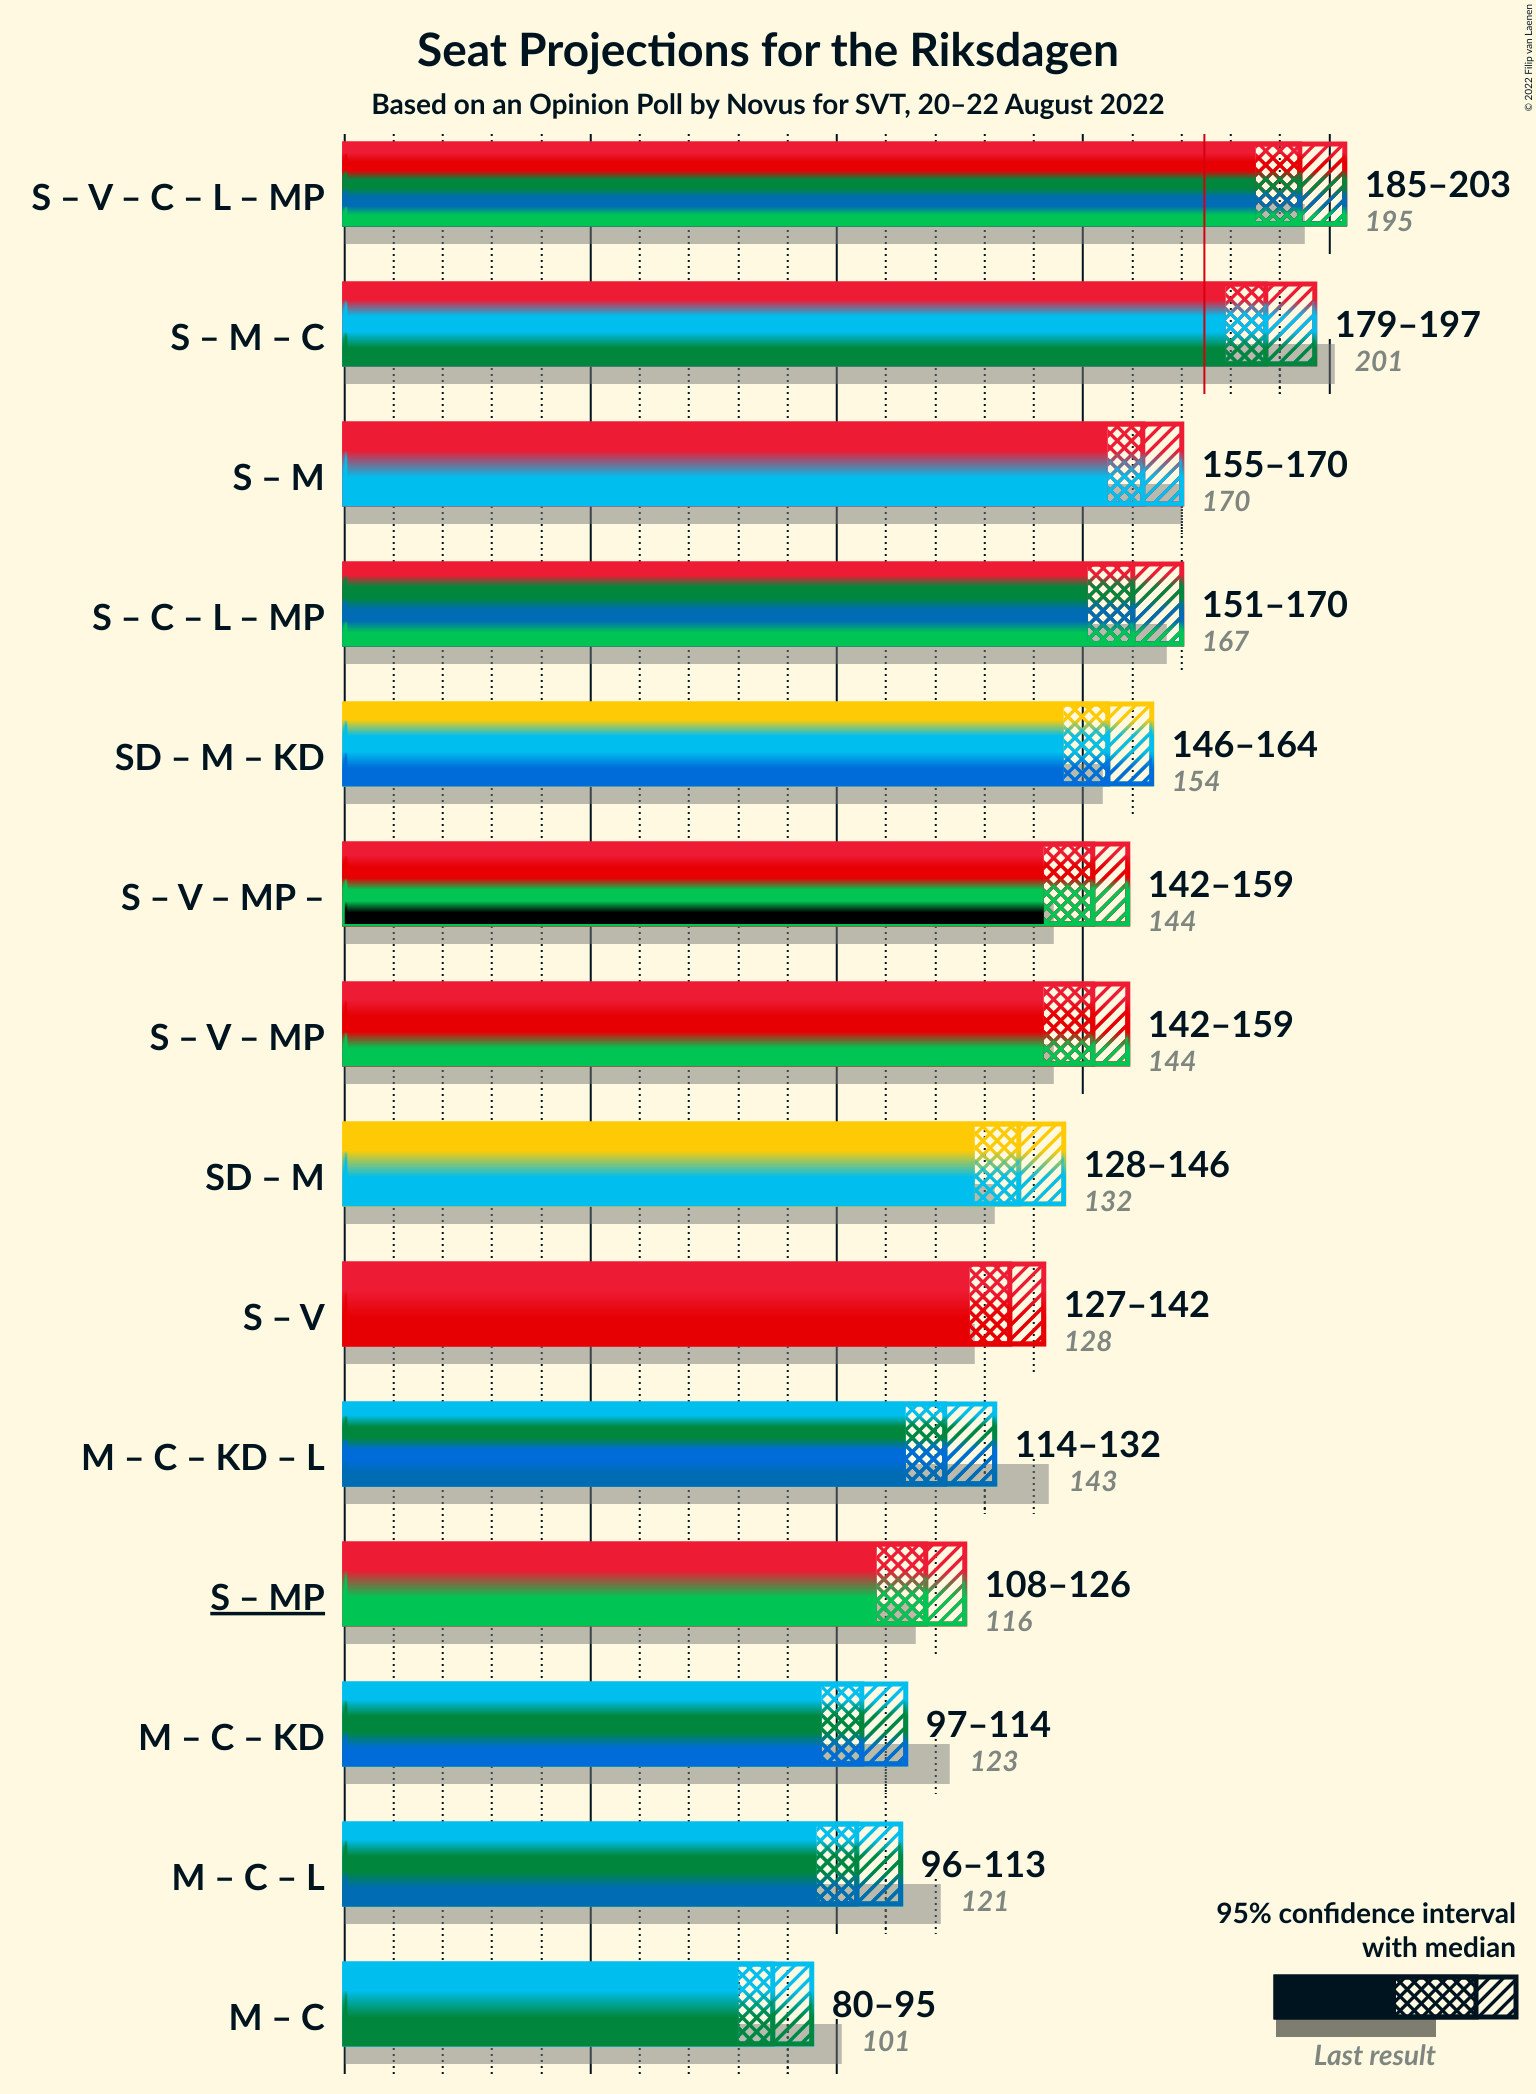 Seat Projections for the Riksdagen
Based on an Opinion Poll by Novus for SVT, 20–22 August 2022
© 2022 Filip van Laenen
S – V – C – L – MP
185–203
195
S – M – C
179–197
201
S – M
155–170
170
S – C – L – MP
151–170
167
SD – M – KD
146–164
154
S – V – MP –
142–159
144
S – V – MP
142–159
144
SD – M
128–146
132
S – V
127–142
128
M – C – KD – L
114–132
143
S – MP
108–126
116
M – C – KD
97–114
123
M – C – L
96–113
121
M – C
80–95
101
95% confidence interval
with median
Last result